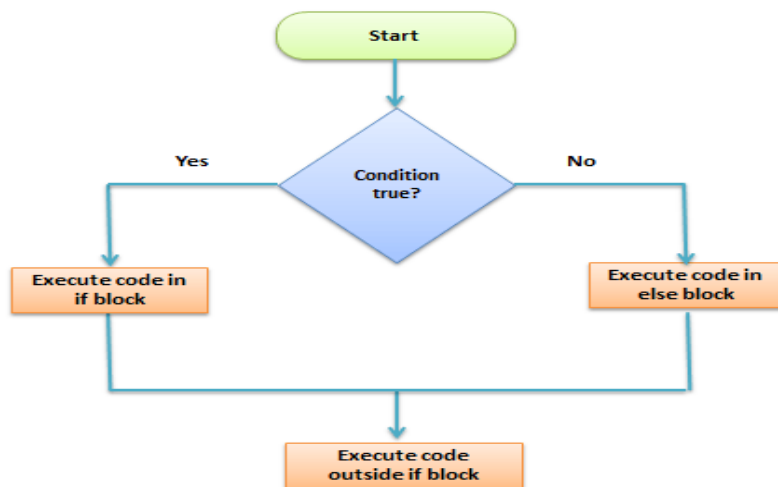 Start
Condition
true?
Yes
No
Execute code in
if block
Execute code in
else block
Execute code
outside if block